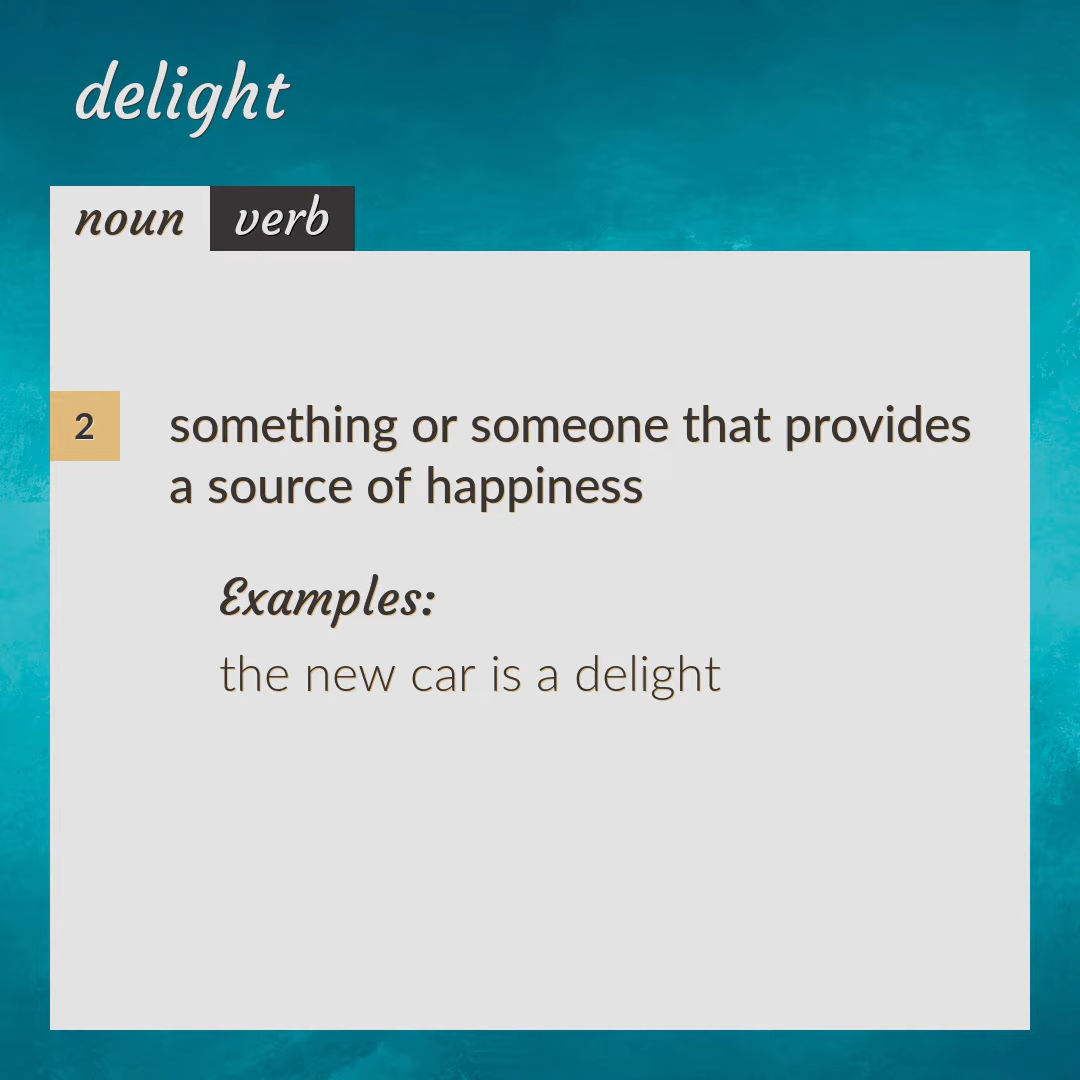 delight
noun verb
2 something or someone that provides
a source of happiness
Examples:
the new car is a delight